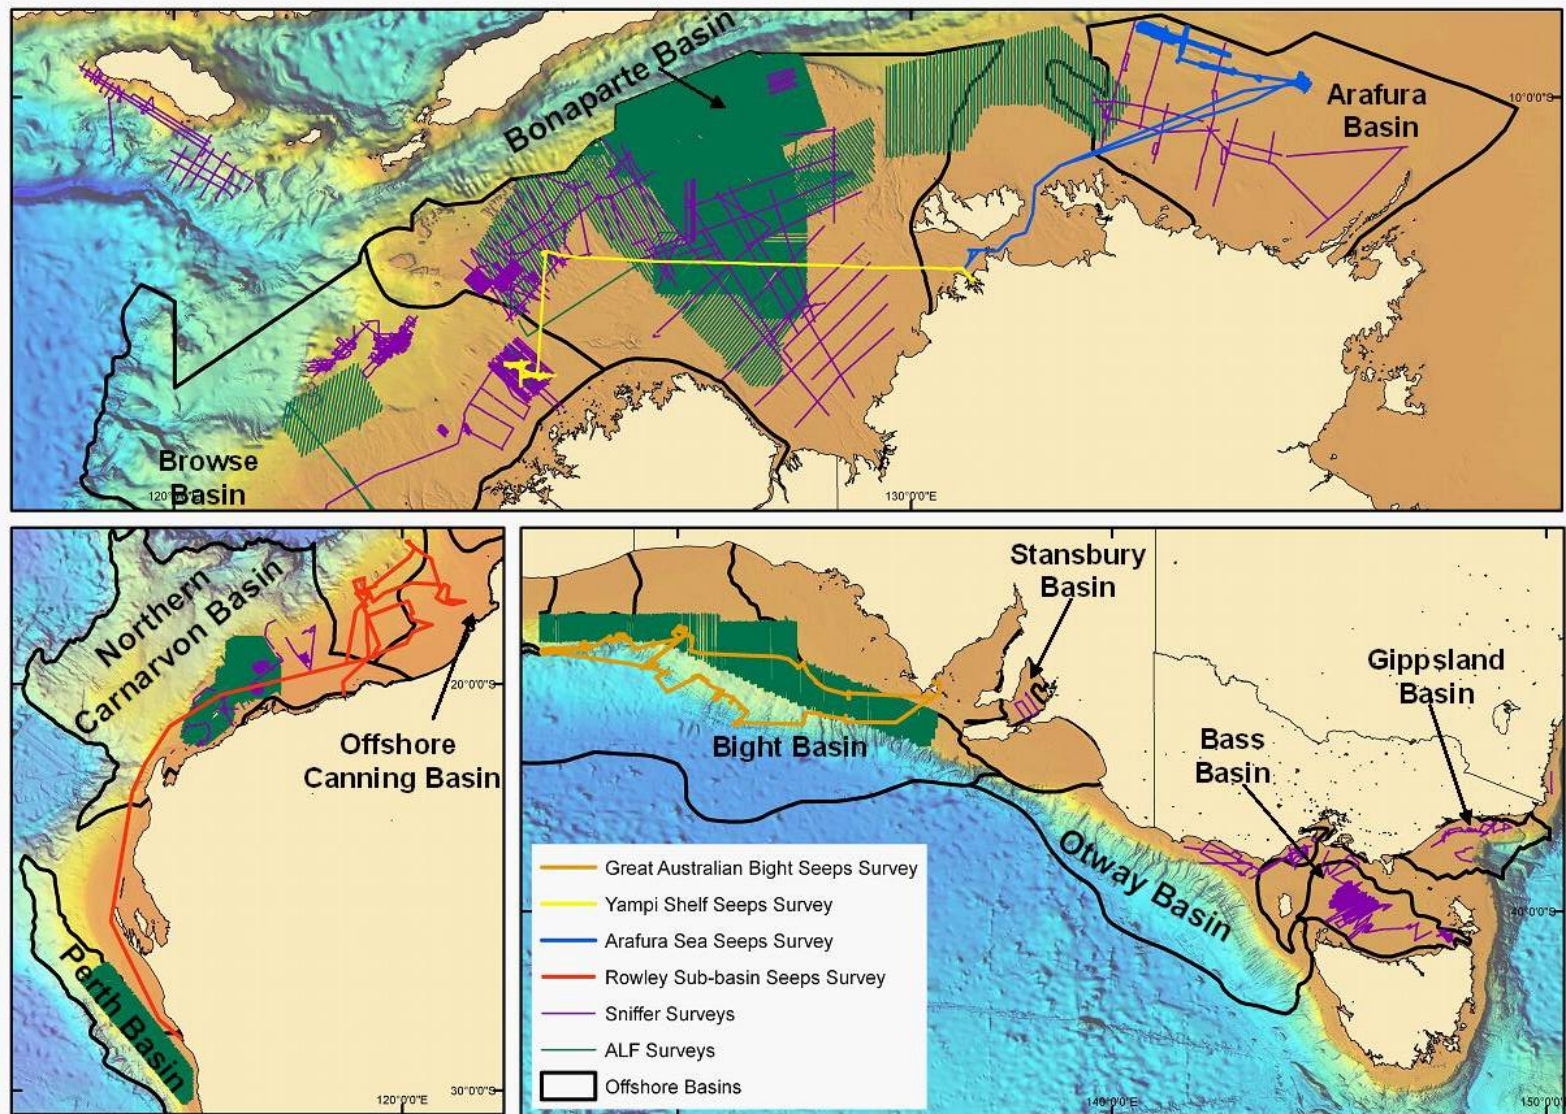 Bonaparte Basin
Arafura
Basin
10°0'0"S
Browse
Basin
120°0'0"E
130°0'0"E
Northern
Carnarvon Basin
20°0'0"S
Offshore
Canning Basin
Perth Basin
120°0'0"E
30°0'0"S
Stansbury
Basin
Gippsland
Basin
Bass
Basin
Bight Basin
Otway Basin
40°0'0"S
140°0'0"E
150°0'0"
Great Australian Bight Seeps Survey
Yampi Shelf Seeps Survey
Arafura Sea Seeps Survey
Rowley Sub-basin Seeps Survey
Sniffer Surveys
ALF Surveys
Offshore Basins